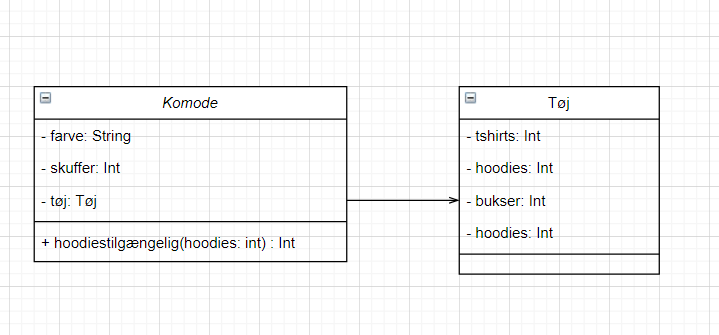 Komode
- farve: String
- skuffer: Int
- tøj: Tøj
+ hoodiestilgængelig(hoodies: int) : Int
Tøj
- tshirts: Int
- hoodies: Int
- bukser: Int
- hoodies: Int